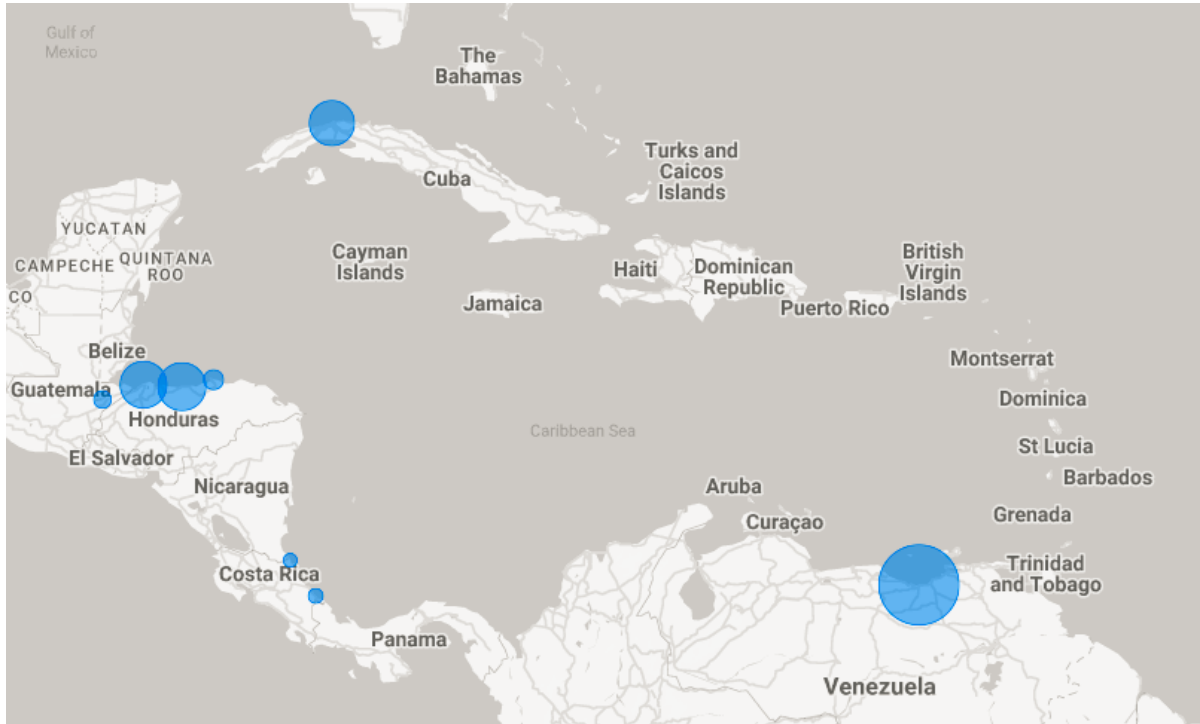 Gulf of
Mexico
The
Bahamas
Turks and
Caicos
Islands
Cuba
YUCATAN
CAMPECHE
QUINTANA
ROO
CO
Cayman
Islands
Haiti
Dominican
Republic
British
Virgin
Islands
Jamaica
Puerto Rico
Belize
Montserrat
Guatemala
Dominica
Honduras
Caribbean Sea
St Lucia
El Salvador
Barbados
Nicaragua
Aruba
Curaçao
Grenada
Costa Rica
Trinidad
and Tobago
Panama
Venezuela